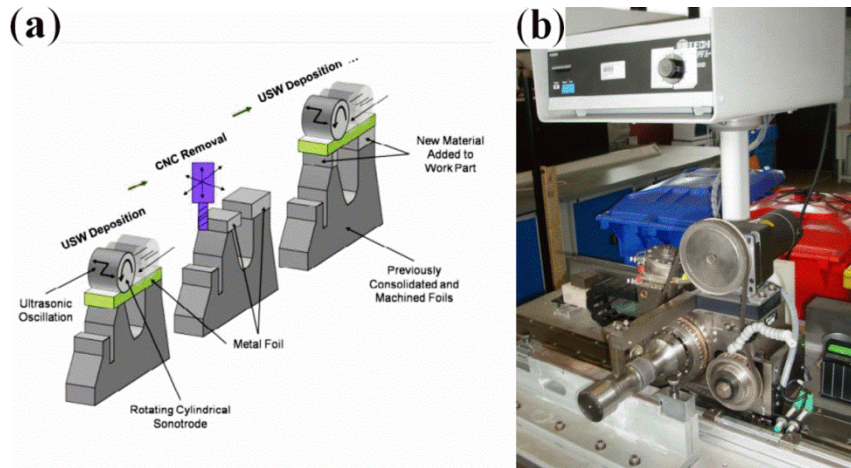 (a)
USW Deposition ...
CNC Removal
USW Deposition
New Material
Added to
Work Part
Previously
Consolidated and
Machined Foils
Ultrasonic
Oscillation
Metal Foil
Rotating Cylindrical
Sonotrode
(b)